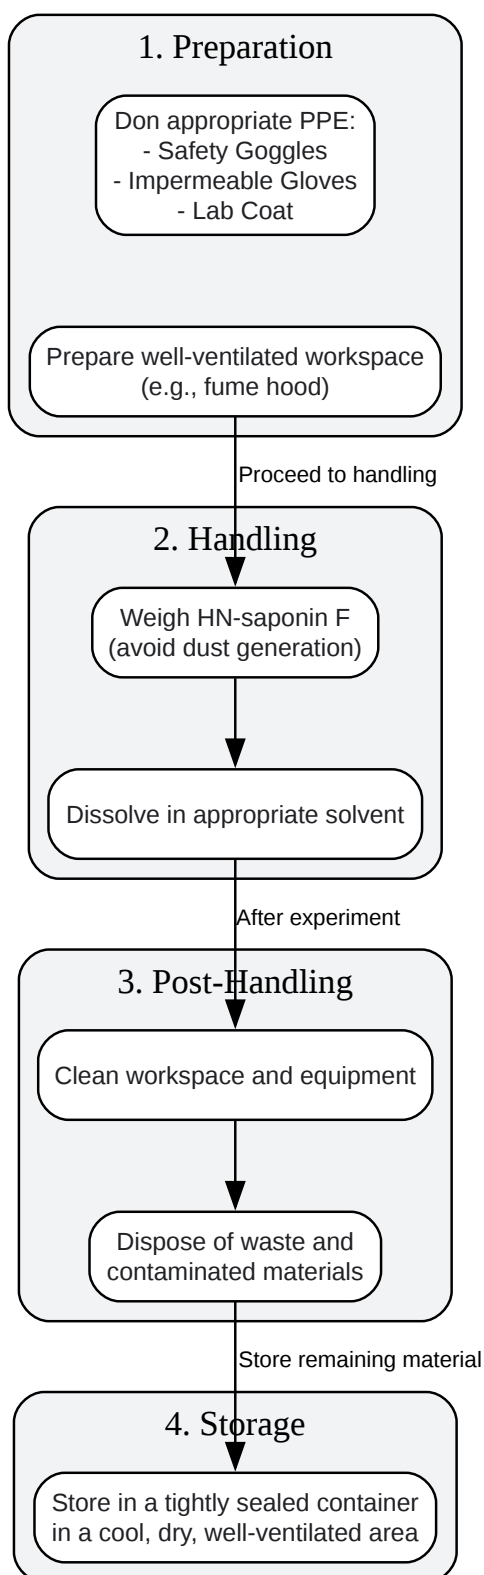 1. Preparation
Don appropriate PPE:
- Safety Goggles
- Impermeable Gloves
- Lab Coat
Prepare well-ventilated workspace
(e.g., fume hood)
Proceed to handling
2. Handling
Weigh HN-saponin F
(avoid dust generation)
Dissolve in appropriate solvent
After experiment
3. Post-Handling
Clean workspace and equipment
Dispose of waste and
contaminated materials
Store remaining material
4. Storage
Store in a tightly sealed container
in a cool, dry, well-ventilated area